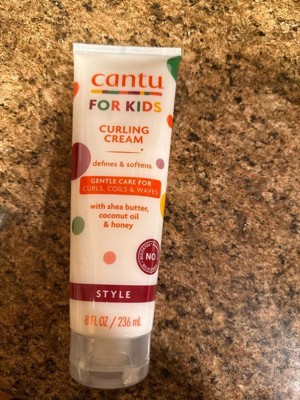 cantu
FOR KIDS
CURLING
CREAM
defines & softens
GENTLE CARE FOR
CURLS, COILS & WAVES
with shea butter,
coconut oil
& honey
NO
STYLE
8 FL OZ / 236 mL